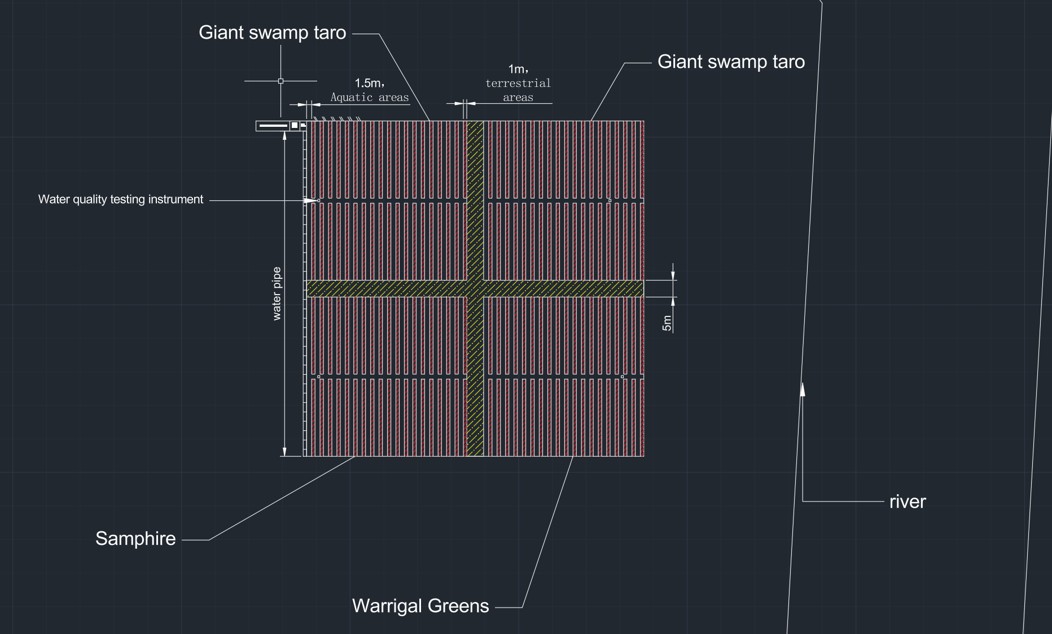 Giant swamp taro
Giant swamp taro
1.5m,
Aquatic areas
1m,
terrestrial
areas
Water quality testing instrument
water pipe
5m
river
Samphire
Warrigal Greens